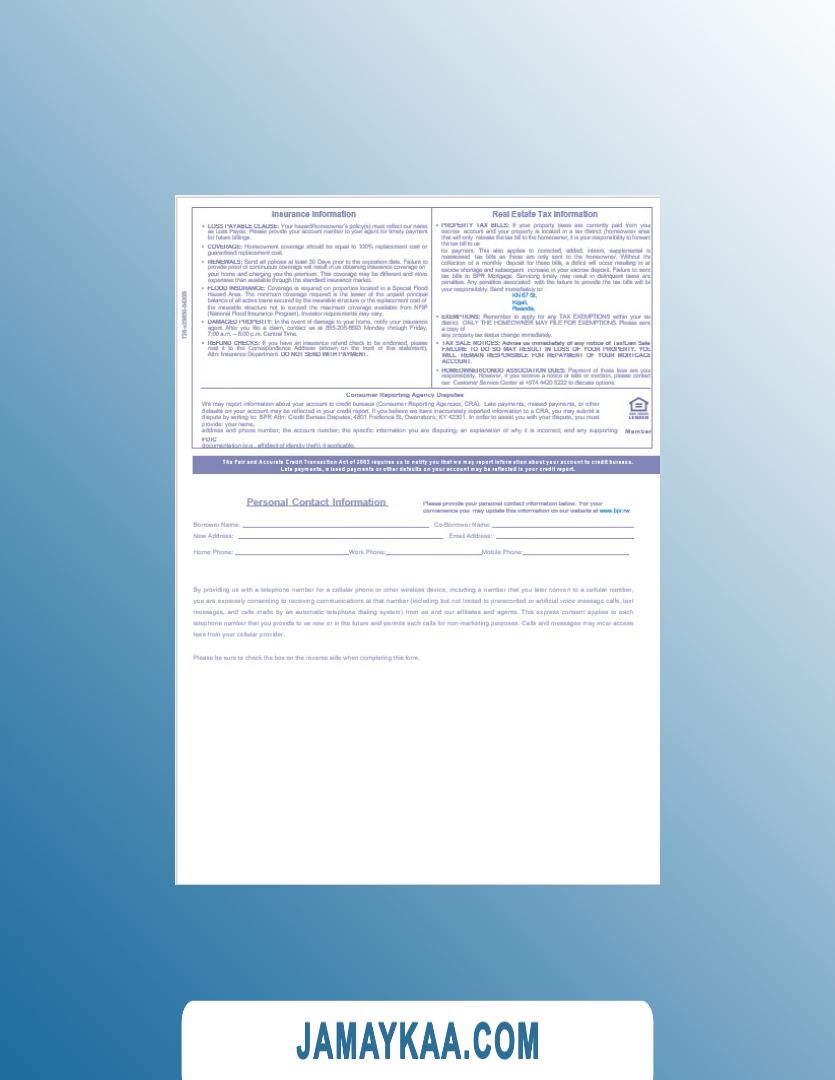 Insurance Information
• LOSS PAYABLE CLAUSE: Your hazard/homeowner's policy(s) must reflect our name
as Loss Payee. Please provide your account number to your agent for timely payment
for future billings.
• COVERAGE: Homeowners coverage should be equal to 100% replacement cost or
guaranteed replacement cost.
• RENEWALS: Send all policies at least 30 Days prior to the expiration date. Failure to
provide proof of continuous coverage will result in us obtaining insurance coverage on
your home and charging you the premium. This coverage may be different and more
expensive than available through the standard insurance market.
• FLOOD INSURANCE: Coverage is required on properties located in a Special Flood
Hazard Area. The minimum coverage required is the lesser of the unpaid principal
balance of all active loans secured by the insurable structure or the replacement cost of
the insurable structure not to exceed the maximum coverage available from NFIP
(National Flood Insurance Program). Investor requirements may vary.
• DAMAGED PROPERTY: In the event of damage to your home, notify your insurance
agent. After you file a claim, contact us at 855-205-6693 Monday through Friday,
7:00 a.m. – 8:00 p.m. Central Time.
• REFUND CHECKS: If you have an insurance refund check to be endorsed, please
mail it to the Correspondence Address (shown on the front of this statement),
Attn: Insurance Department. DO NOT SEND WITH PAYMENT.
Real Estate Tax Information
• PROPERTY TAX BILLS: If your property taxes are currently paid from you
escrow account and your property is located in a tax district (homeowner area
that will only release the tax bill to the homeowner, it is your responsibility to forward
the tax bill to us
for payment. This also applies to corrected, added, interim, supplemental is
reassessed tax bills as these are only sent to the homeowner. Without thr
collection of a monthly deposit for these bills, a deficit will occur resulting in ar
escrow shortage and subsequent increase in your escrow deposit. Failure to send
tax bills to BPR Mortgage Servicing timely may result in delinquent taxes and
penalties. Any penalties associated with the failure to provide the tax bills will be
your responsibility. Send immediately to:
KN 67 St,
Kigali,
Rwanda,
• EXEMPTIONS: Remember to apply for any TAX EXEMPTIONS within your tax
district. ONLY THE HOMEOWNER MAY FILE FOR EXEMPTIONS. Please send
a copy of
any property tax status change immediately.
• TAX SALE NOTICES: Advise us immediately of any notice of Tax/Lien Sale
FAILURE TO DO SO MAY RESULT IN LOSS OF YOUR PROPERTY. YOU
WILL REMAIN RESPONSIBLE FOR REPAYMENT OF YOUR MORTGAGE
ACCOUNT.
• HOMEOWNER/CONDO ASSOCIATION DUES: Payment of these fees are your
responsibility. However, if you receive a notice of sale or eviction, please contact
our Customer Service Center at +974 4420 5222 to discuss options.
Consumer Reporting Agency Disputes
We may report information about your account to credit bureaus (Consumer Reporting Agencies, CRA). Late payments, missed payments, or other
defaults on your account may be reflected in your credit report. If you believe we have inaccurately reported information to a CRA, you may submit a
dispute by writing to: BPR Attn: Credit Bureau Disputes, 4801 Frederica St, Owensboro, KY 42301. In order to assist you with your dispute, you must
provide: your name,
address and phone number; the account number; the specific information you are disputing; an explanation of why it is incorrect; and any supporting
documentation (e.g., affidavit of identity theft), if applicable.
LENDER
Member
FDIC
The Fair and Accurate Credit Transaction Act of 2003 requires us to notify you that we may report information about your account to credit bureaus.
Late payments, missed payments or other defaults on your account may be reflected in your credit report.
Personal Contact Information
Please provide your personal contact information below. For your
convenience you may update this information on our website at www.bpr.rw
Borrower Name: Co-Borrower Name:
New Address: Email Address:
Home Phone: Work Phone: Mobile Phone:
By providing us with a telephone number for a cellular phone or other wireless device, including a number that you later convert to a cellular number,
you are expressly consenting to receiving communications at that number (including but not limited to prerecorded or artificial voice message calls, text
messages, and calls made by an automatic telephone dialing system) from us and our affiliates and agents. This express consent applies to each
telephone number that you provide to us now or in the future and permits such calls for non-marketing purposes. Calls and messages may incur access
fees from your cellular provider.
Please be sure to check the box on the reverse side when completing this form.
JAMAYKAA.COM